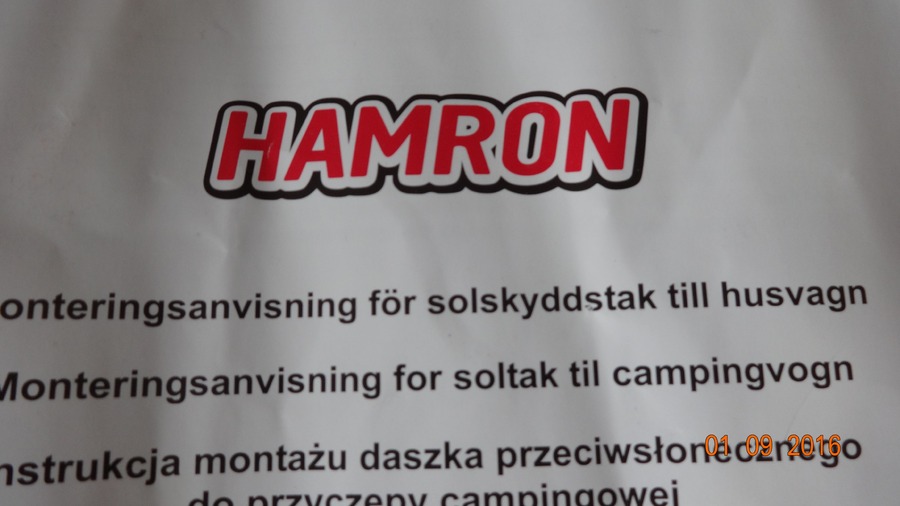 HAMRON
onteringsanvisning för solskyddstak till husvagn
Monteringsanvisning for soltak til campingvogn
nstrukcja montażu daszka przeciwsłonecznego
01 09 2016
do przyczepy campingowej